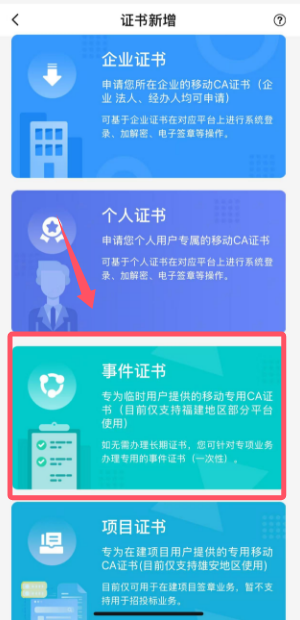 证书新增
企业证书
申请您所在企业的移动CA证书（企
业 法人、经办人均可申请）
可基于企业证书在对应平台上进行系统登
录、加解密、电子签章等操作。
个人证书
申请您个人用户专属的移动CA证书
可基于个人证书在对应平台上进行系统登
录、加解密、电子签章等操作。
事件证书
专为临时用户提供的移动专用CA证
书（目前仅支持福建地区部分平台
使用）
如无需办理长期证书，您可针对专项业务
办理专用的事件证书（一次性）。
项目证书
专为在建项目用户提供的专用移动
CA证书(目前仅支持雄安地区使用)
目前仅可用于在建项目签章业务，暂不支
持用于招投标业务。